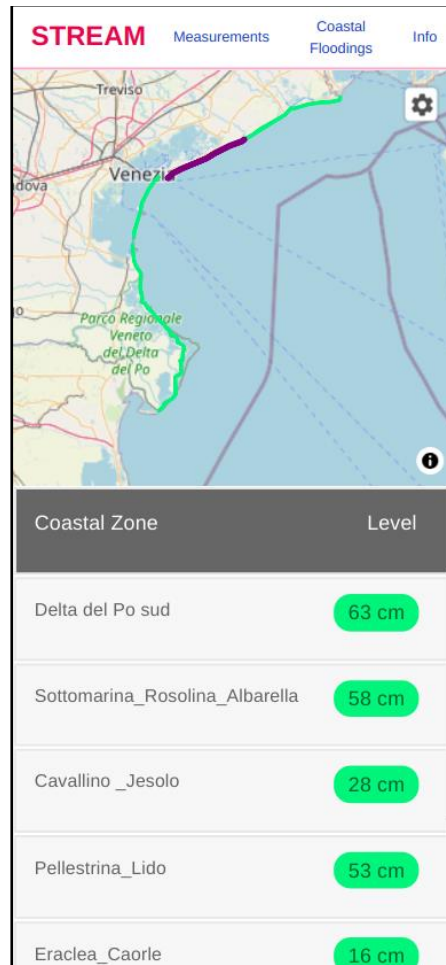 STREAM
Measurements
Coastal
Floodings
Info
Treviso
Venezi
dova
Parco Regionale
Veneto
del Delta
del Po
Coastal Zone Level
Delta del Po sud 63 cm
Sottomarina_Rosolina_Albarella 58 cm
Cavallino _Jesolo 28 cm
Pellestrina_Lido 53 cm
Eraclea_Caorle 16 cm